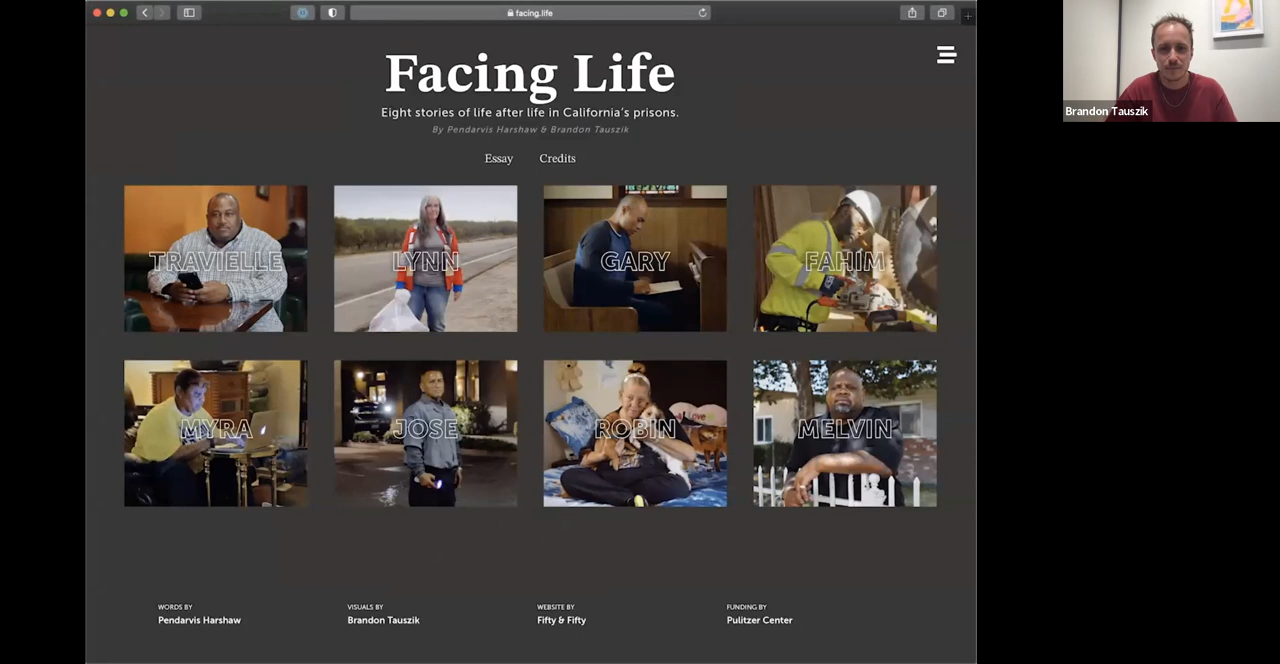 facing.life
Facing Life
Eight stories of life after life in California's prisons.
By Pendarvis Harshaw & Brandon Tauszik
Essay
Credits
TRAVIELLE
LYNN
GARY
FAHIM
MYRA
JOSE
ROBIN
MELVIN
WORDS BY
Pendarvis Harshaw
VISUALS BY
Brandon Tauszik
WEBSITE BY
Fifty & Fifty
FUNDING BY
Pulitzer Center
Brandon Tauszik